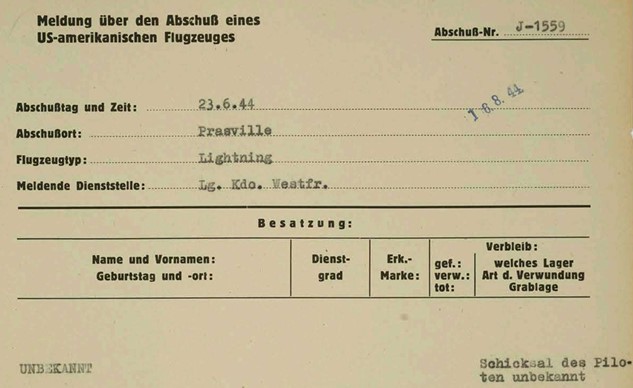 Meldung über den Abschuß eines
US-amerikanischen Flugzeuges
Abschuß-Nr. J-1559
16.8.44
Abschußtag und Zeit: 23.6.44
Abschußort: Prasville
Flugzeugtyp: Lightning
Meldende Dienststelle: Lg. Kdo. Westfr.
Besatzung:
Name und Vornamen:
Geburtstag und -ort:
Dienst-
grad
Erk.-
Marke:
Verbleib:
gef.:
verw.:
tot:
welches Lager
Art d. Verwundung
Grablage
UNBEKANNT
Schicksal des Pilo-
ten unbekannt